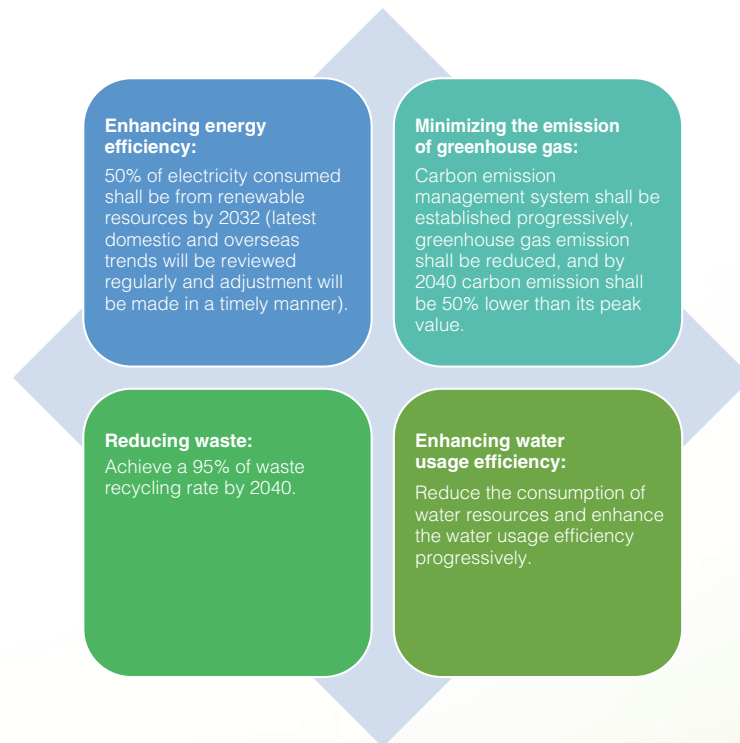 Enhancing energy
efficiency:
50% of electricity consumed
shall be from renewable
resources by 2032 (latest
domestic and overseas
trends will be reviewed
regularly and adjustment will
be made in a timely manner).
Minimizing the emission
of greenhouse gas:
Carbon emission
management system shall be
established progressively,
greenhouse gas emission
shall be reduced, and by
2040 carbon emission shall
be 50% lower than its peak
value.
Reducing waste:
Achieve a 95% of waste
recycling rate by 2040.
Enhancing water
usage efficiency:
Reduce the consumption of
water resources and enhance
the water usage efficiency
progressively.